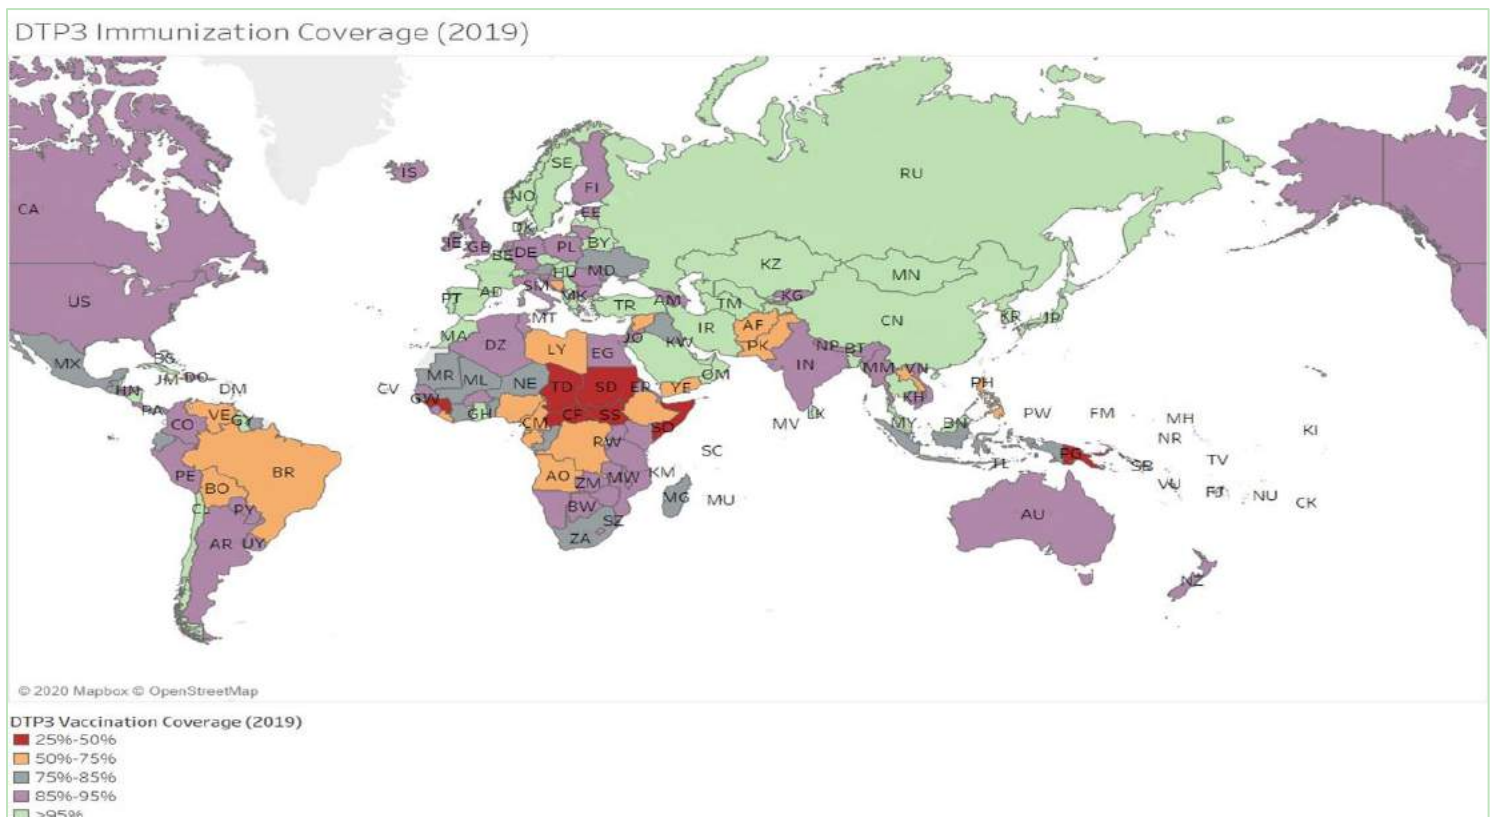 DTP3 Immunization Coverage (2019)
RU
SE
IS
FI
NO
CA
EE
DK
IE GB BE DE PL BY
KZ
MN
HU MD
US
PT AD SM MK TR AM TM KG
CN
KR JP
MT
MA DZ LY EG JO KW IR AF PK
NP BT
MX
BS
JM DO DM
HN
CV
MR ML NE TD SD ER YE OM
IN
MM VN
PH
GW
GH
PA
VE GY
CO
CM CF SS SO
LK
MV
KH
MY BN
PW FM MH
NR
KI
RW
SC
PG
TL
SB
TV
PE BR
BO
AO ZM MW KM
MG MU
VU FJ NU CK
CL PY
BW
SZ
ZA
AU
AR UY
NZ
© 2020 Mapbox © OpenStreetMap
DTP3 Vaccination Coverage (2019)
25%-50%
50%-75%
75%-85%
85%-95%
>95%